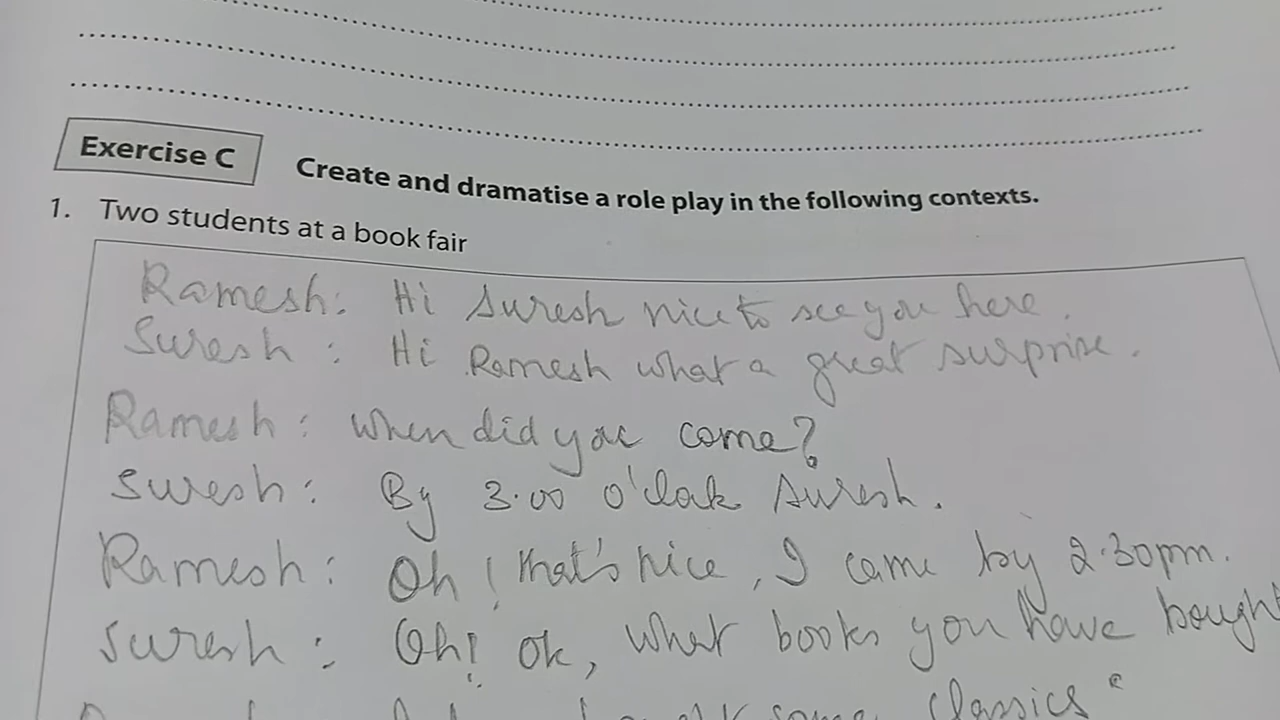 Exercise C Create and dramatise a role play in the following contexts.
1. Two students at a book fair
Ramesh: Hi Suresh nice to see you here.
Suresh: Hi Ramesh what a great surprise.
Ramesh: When did you come?
Suresh: By 3.00 o'clok Suresh.
Ramesh: Oh! that's nice, I came by 2.30pm.
Suresh: Oh! ok, what books you have bought
some classics